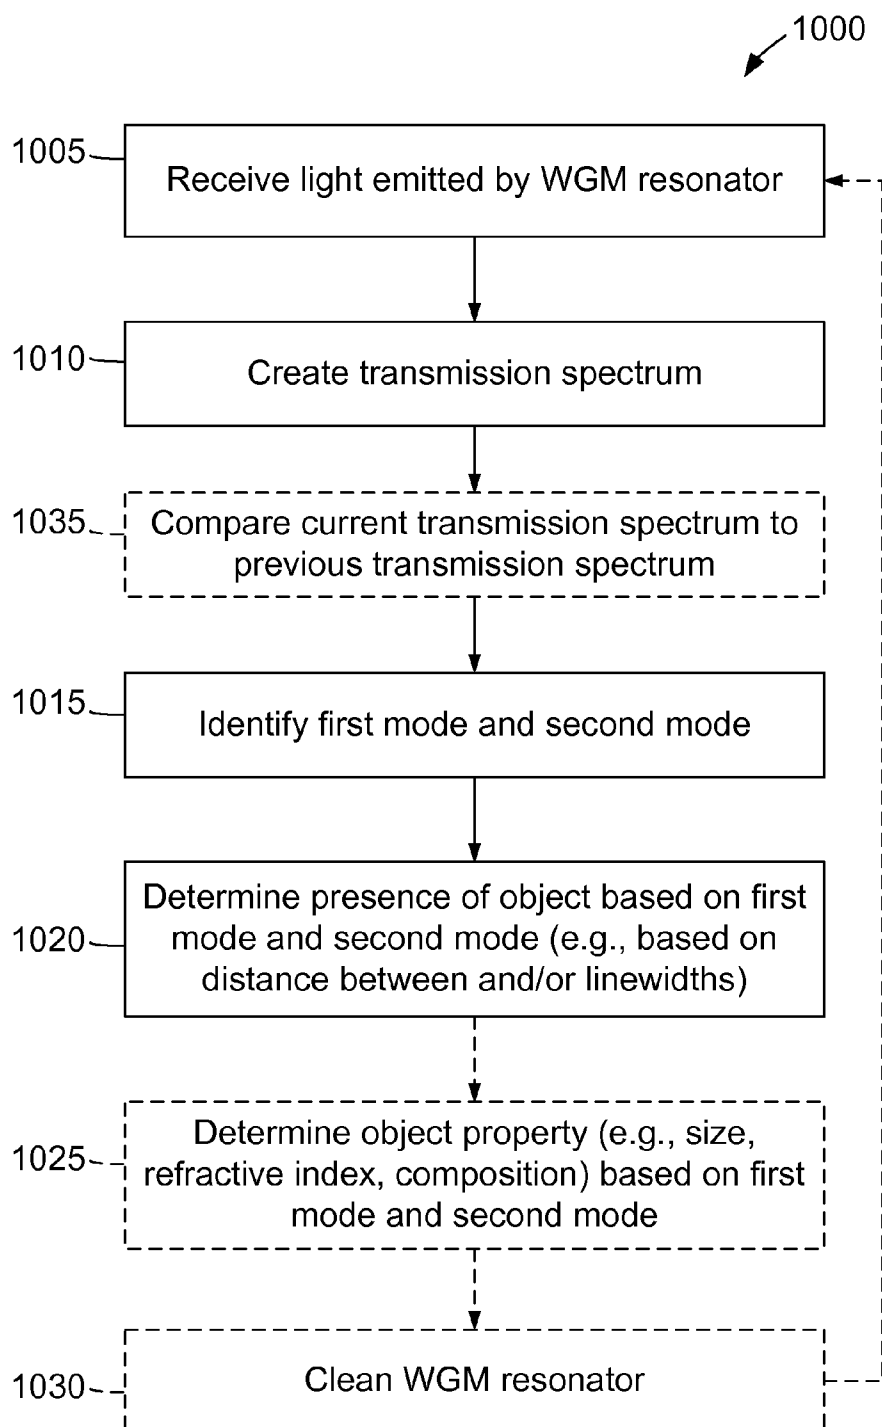 1000
1005
Receive light emitted by WGM resonator
1010
Create transmission spectrum
1035
Compare current transmission spectrum to
previous transmission spectrum
1015
Identify first mode and second mode
1020
Determine presence of object based on first
mode and second mode (e.g., based on
distance between and/or linewidths)
1025
Determine object property (e.g., size,
refractive index, composition) based on first
mode and second mode
1030
Clean WGM resonator